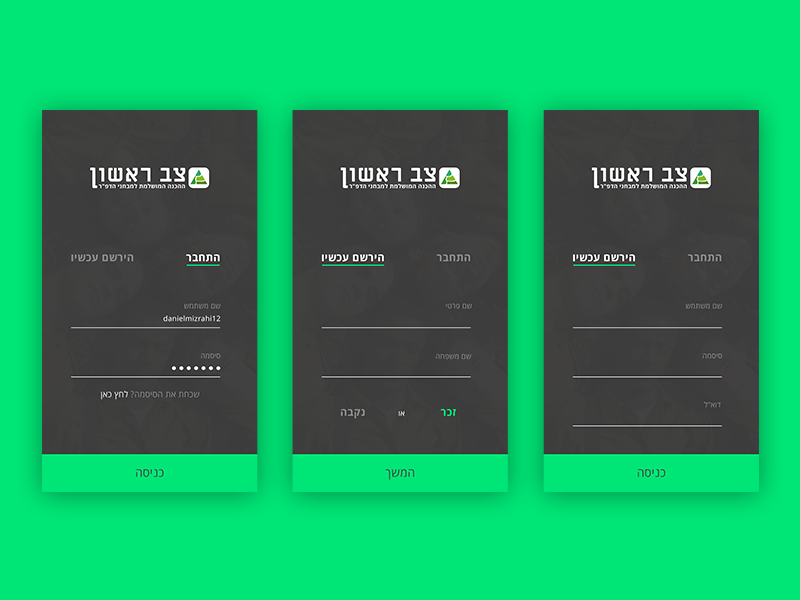 צב ראשון
ההכנה המושלמת למבחני הדפ"ר
התחבר
הירשם עכשיו
שם משתמש
danielmizrahi12
סיסמה
שכחת את הסיסמה? לחץ כאן
כניסה
צב ראשון
ההכנה המושלמת למבחני הדפ"ר
התחבר
הירשם עכשיו
שם פרטי
שם משפחה
זכר או נקבה
המשך
צב ראשון
ההכנה המושלמת למבחני הדפ"ר
התחבר
הירשם עכשיו
שם משתמש
סיסמה
דוא"ל
כניסה